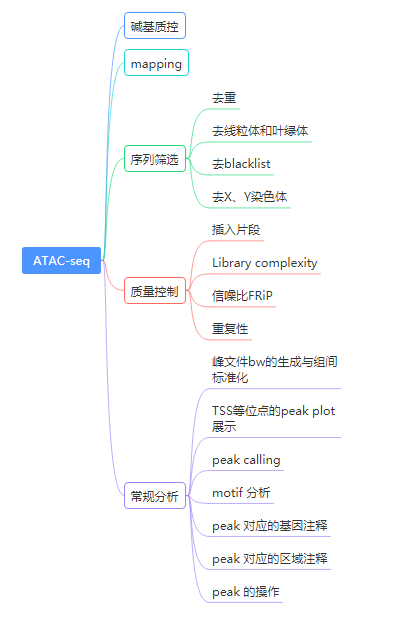 碱基质控
mapping
去重
去线粒体和叶绿体
序列筛选
去blacklist
去X、Y染色体
插入片段
ATAC-seq
Library complexity
质量控制
信噪比FRiP
重复性
峰文件bw的生成与组间
标准化
TSS等位点的peak plot
展示
peak calling
常规分析
motif 分析
peak 对应的基因注释
peak 对应的区域注释
peak 的操作